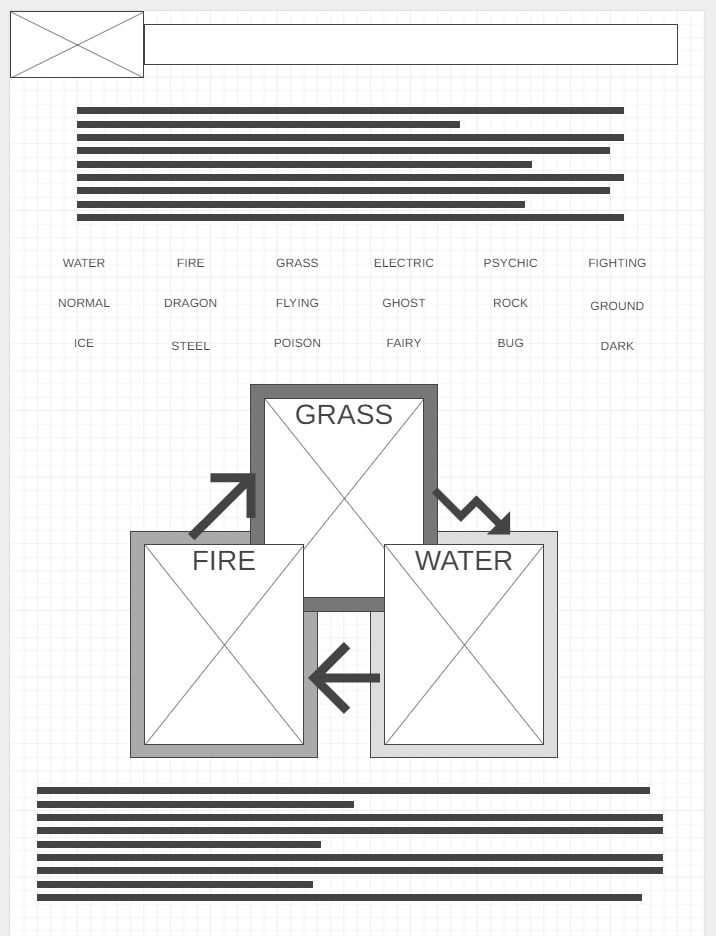 WATER FIRE GRASS ELECTRIC PSYCHIC FIGHTING
NORMAL DRAGON FLYING GHOST ROCK GROUND
ICE STEEL POISON FAIRY BUG DARK
GRASS
FIRE WATER